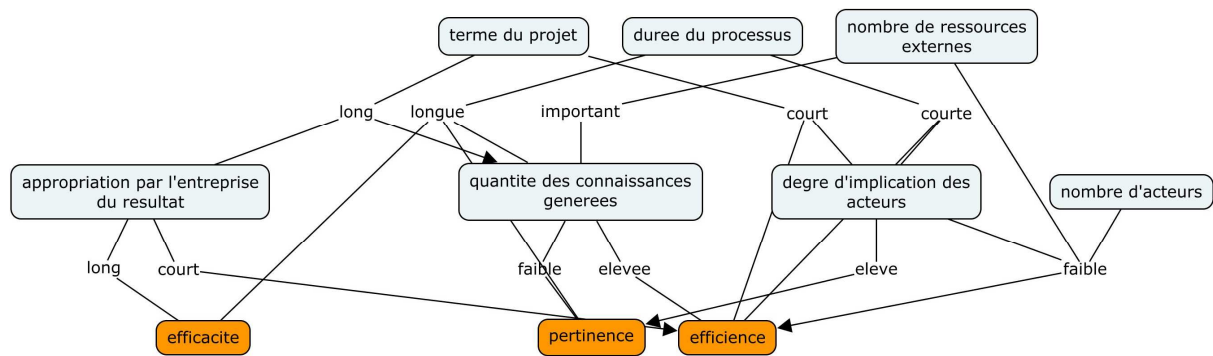 terme du projet
duree du processus
nombre de ressources
externes
long
longue
important
court
courte
appropriation par l'entreprise
du resultat
quantite des connaissances
generees
degre d'implication des
acteurs
nombre d'acteurs
long
court
faible
elevee
eleve
faible
efficacite
pertinence
efficience